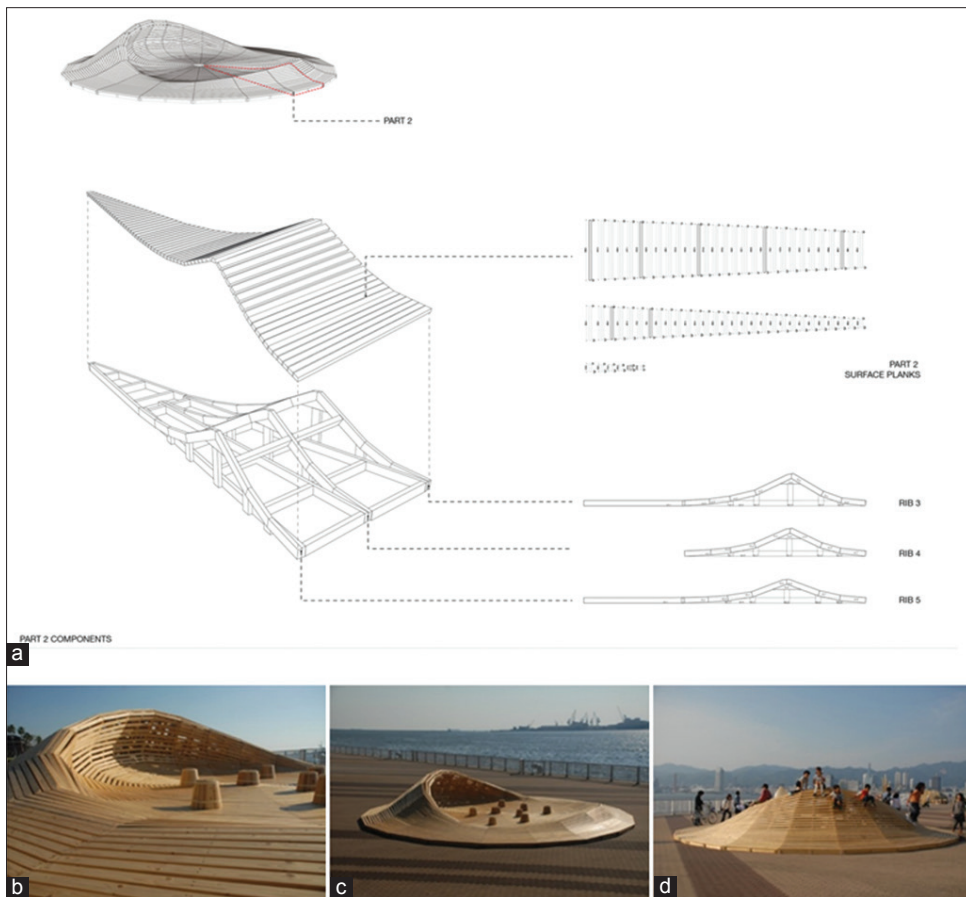 PART 2
PART 2
SURFACE PLANKS
RIB 3
RIB 4
RIB 5
PART 2 COMPONENTS
a
b
c
d